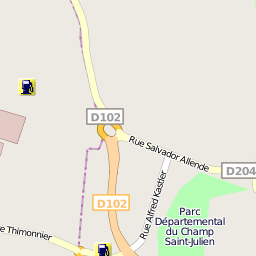 D102
Rue Salvador Allende
D204
Rue Alfred Kastler
D102
Parc
Départemental
du Champ
Saint-Julien
e Thimonnier